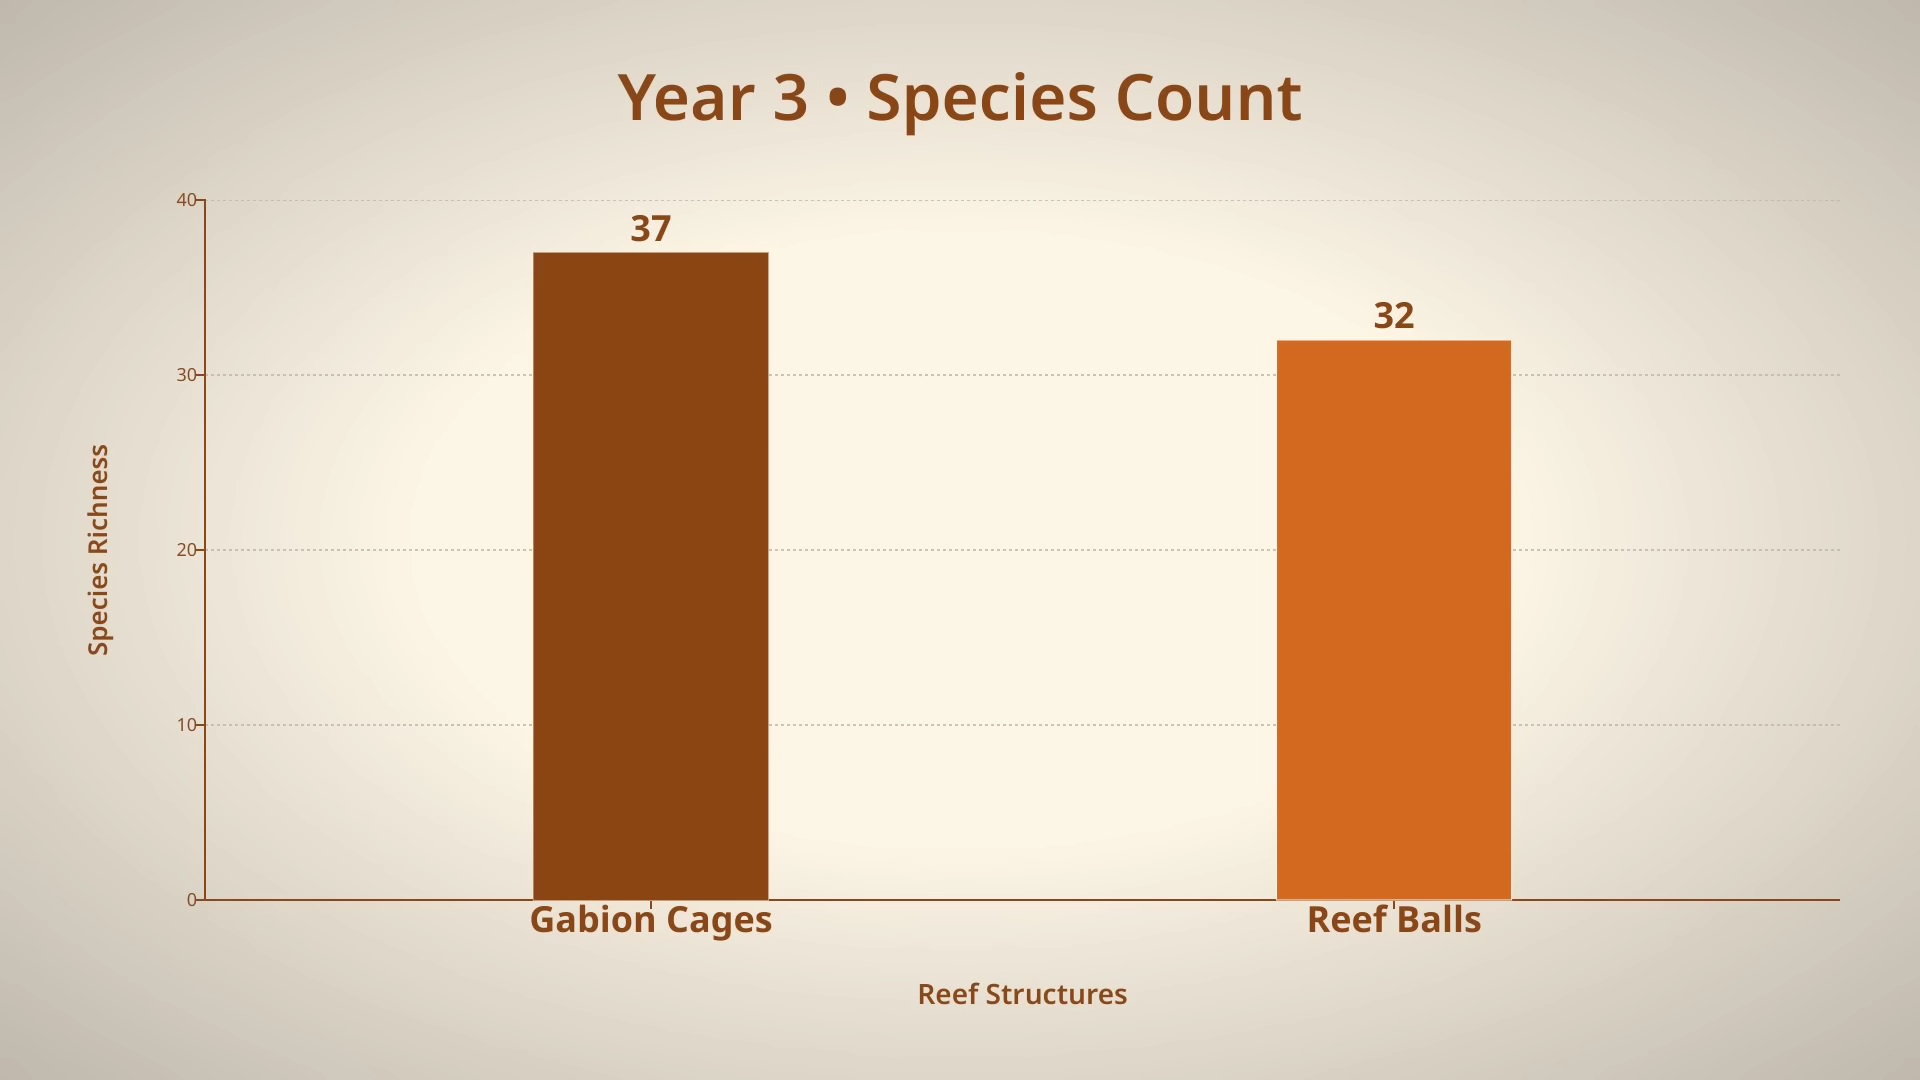 Year 3 • Species Count
40
30
20
10
0
Species Richness
37
32
Gabion Cages
Reef Balls
Reef Structures